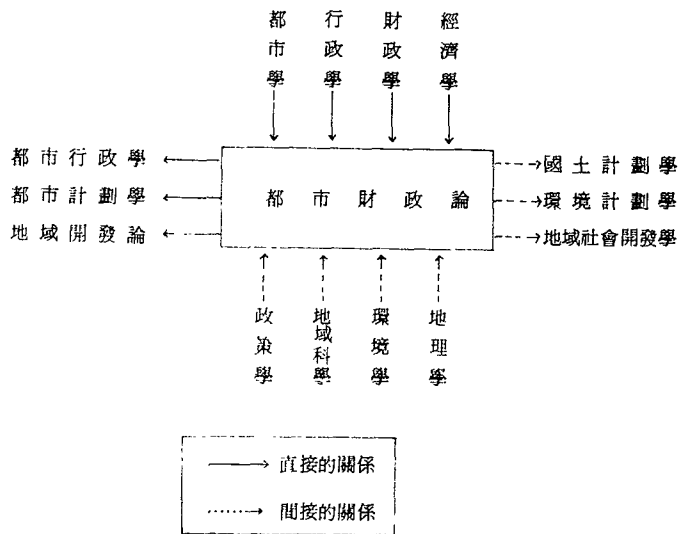 都市學
行政學
財政學
經濟學
都市行政學
都市計劃學
地域開發論
都市財政論
國土計劃學
環境計劃學
地域社會開發學
政策學
地域科學
環境學
地理學
直接的關係
間接的關係